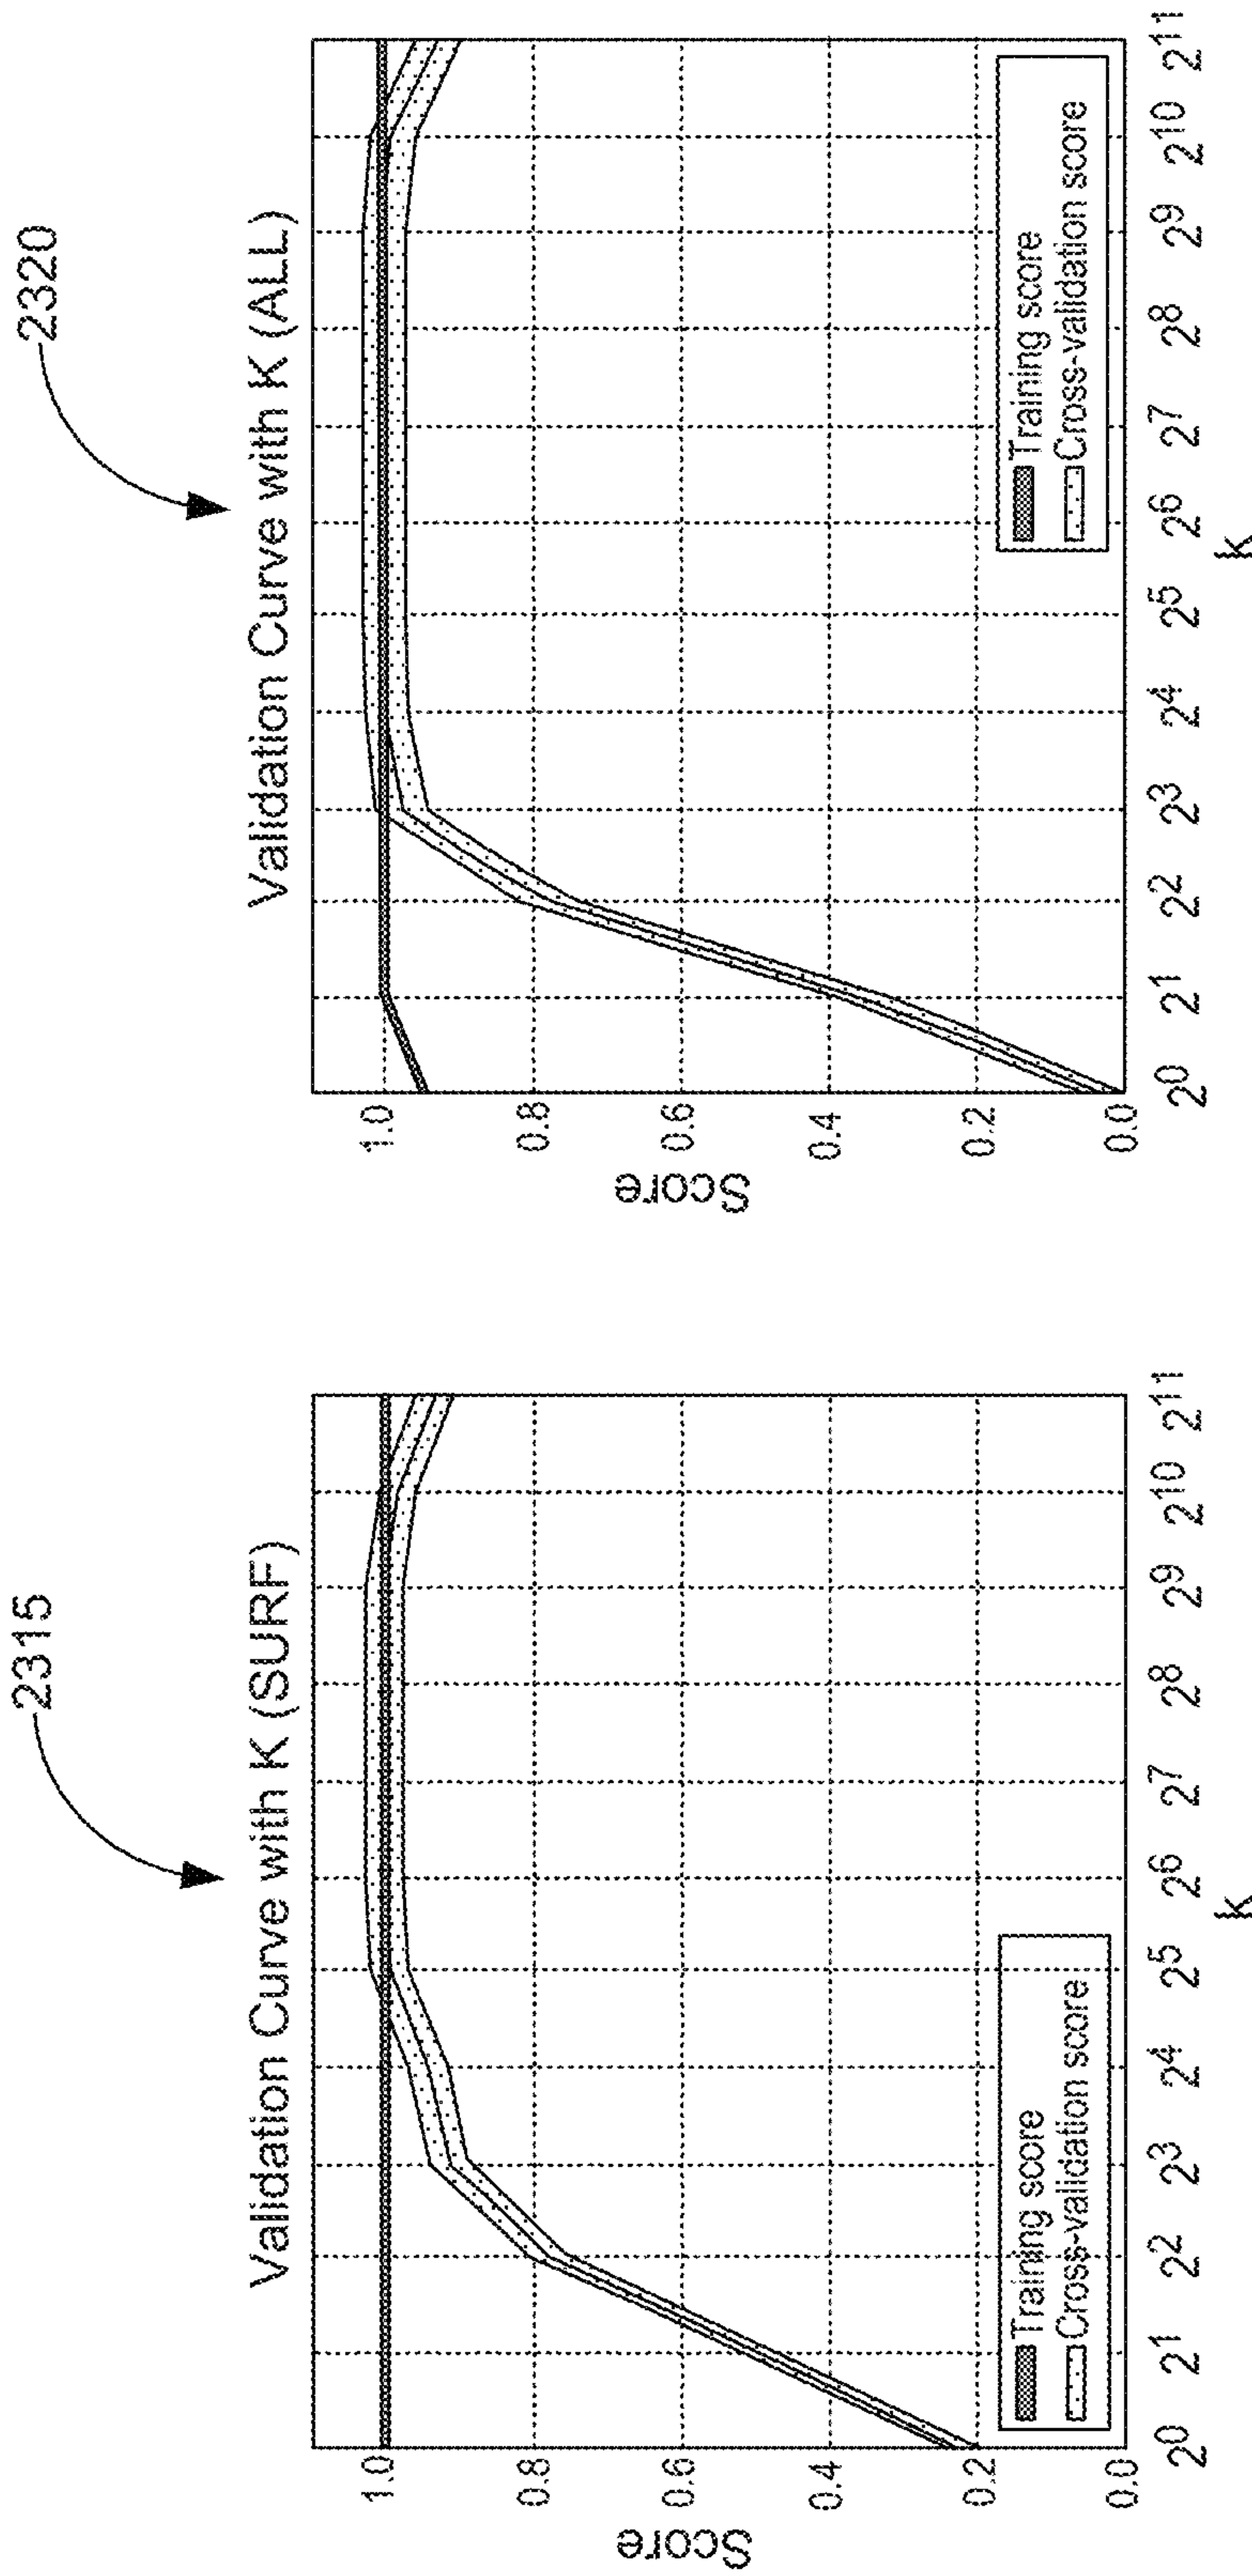 2315
Validation Curve with K (SURF)
Score
1.0
0.8
0.6
0.4
0.2
0.0
Training score
Cross-validation score
2⁰ 2¹ 2² 2³ 2⁴ 2⁵ 2⁶ 2⁷ 2⁸ 2⁹ 2¹⁰ 2¹¹
k
2320
Validation Curve with K (ALL)
Score
1.0
0.8
0.6
0.4
0.2
0.0
Training score
Cross-validation score
2⁰ 2¹ 2² 2³ 2⁴ 2⁵ 2⁶ 2⁷ 2⁸ 2⁹ 2¹⁰ 2¹¹
k